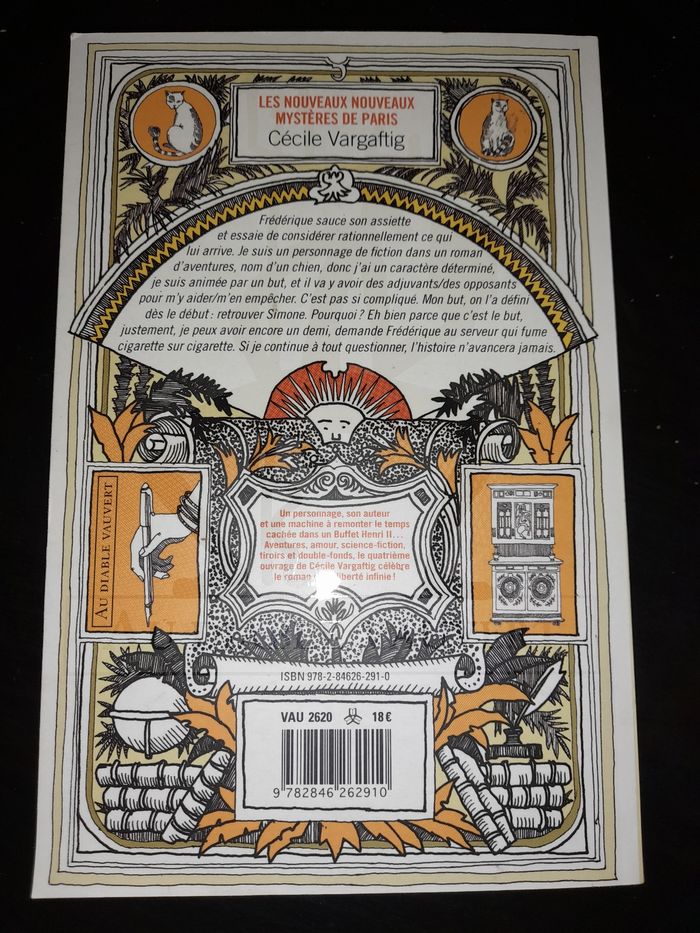 LES NOUVEAUX NOUVEAUX
MYSTÈRES DE PARIS
Cécile Vargaftig
Frédérique sauce son assiette
et essaie de considérer rationnellement ce qui
lui arrive. Je suis un personnage de fiction dans un roman
d'aventures, nom d'un chien, donc j'ai un caractère déterminé,
je suis animée par un but, et il va y avoir des adjuvants/des opposants
pour m'y aider/m'en empêcher. C'est pas si compliqué. Mon but, on l'a défini
dès le début : retrouver Simone. Pourquoi ? Eh bien parce que c'est le but,
justement, je peux avoir encore un demi, demande Frédérique au serveur qui fume
cigarette sur cigarette. Si je continue à tout questionner, l'histoire n'avancera jamais.
AU DIABLE VAUVERT
Un personnage, son auteur
et une machine à remonter le temps
cachée dans un Buffet Henri II...
Aventures, amour, science-fiction,
tiroirs et double-fonds, le quatrième
ouvrage de Cécile Vargaftig célèbre
le roman liberté infinie !
ISBN 978-2-84626-291-0
VAU 2620 18 €
9 782846 262910